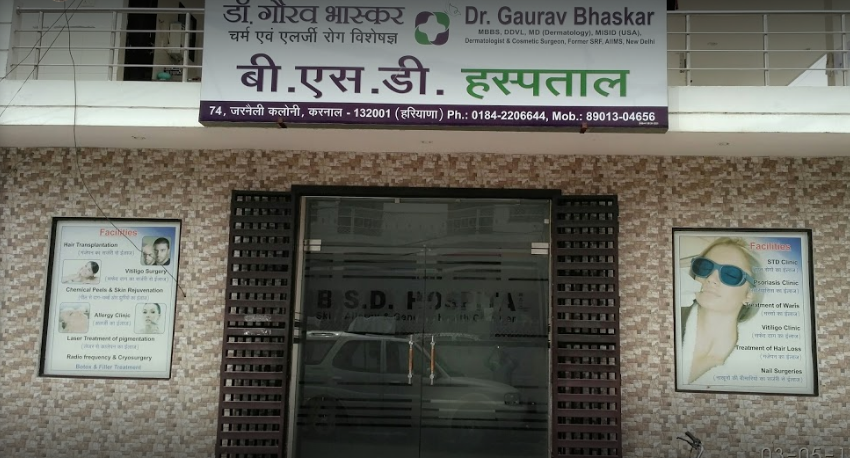 डॉ. गौरव भास्कर
चर्म एवं एलर्जी रोग विशेषज्ञ
Dr. Gaurav Bhaskar
MBBS, DDVL, MD (Dermatology), MISID (USA),
Dermatologist & Cosmetic Surgeon, Former SRF, AIIMS, New Delhi
बी.एस.डी. हस्पताल
74, जरनैली कलोनी, करनाल - 132001 (हरियाणा) Ph.: 0184-2206644, Mob.: 89013-04656
Facilities
Hair Transplantation
Vitiligo Surgery
Chemical Peels & Skin Rejuvenation
Allergy Clinic
Laser Treatment of pigmentation
Radio frequency & Cryosurgery
Botox & Filler Treatment
B.S.D. HOSPITAL
Facilities
STD Clinic
Psoriasis Clinic
Treatment of Warts
Vitiligo Clinic
Treatment of Hair Loss
Nail Surgeries
03-05-1